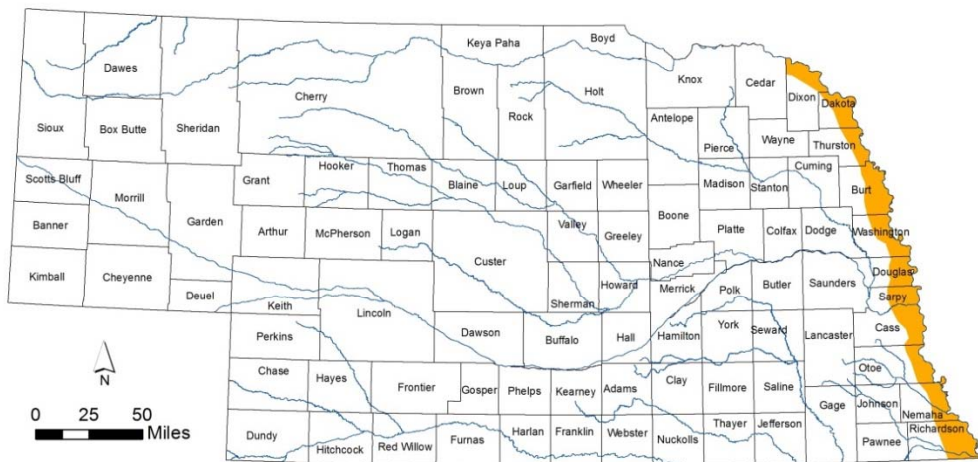 Boyd
Keya Paha
Knox
Cedar
Dixon
Dakota
Dawes
Cherry
Brown
Rock
Holt
Antelope
Pierce
Wayne
Thurston
Sioux
Box Butte
Sheridan
Cuming
Scotts Bluff
Morrill
Grant
Hooker
Thomas
Blaine
Loup
Garfield
Wheeler
Madison
Stanton
Burt
Banner
Garden
Arthur
McPherson
Logan
Valley
Greeley
Boone
Platte
Colfax
Dodge
Washington
Custer
Kimball
Cheyenne
Deuel
Nance
Douglas
Keith
Lincoln
Sherman
Howard
Merrick
Polk
Butler
Saunders
Sarpy
Perkins
Dawson
Buffalo
Hall
Hamilton
York
Seward
Lancaster
Cass
Chase
Hayes
Frontier
Gosper
Phelps
Kearney
Adams
Clay
Fillmore
Saline
Otoe
Gage
Johnson
Nemaha
Dundy
Hitchcock
Red Willow
Furnas
Harlan
Franklin
Webster
Nuckolls
Thayer
Jefferson
Pawnee
Richardson
N
0 25 50
Miles